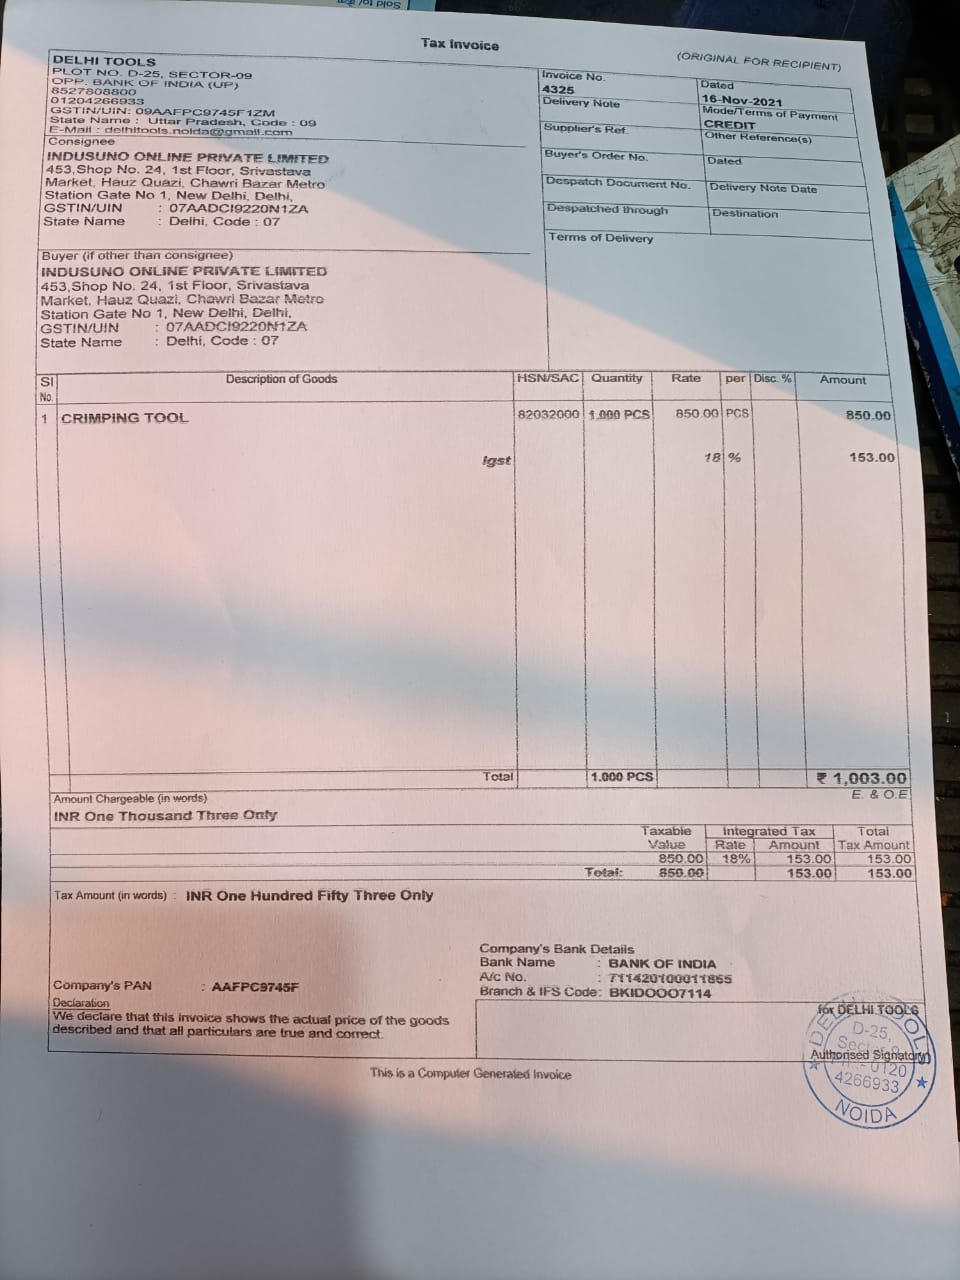 Sold to/
Tax Invoice
(ORIGINAL FOR RECIPIENT)
DELHI TOOLS
PLOT NO. D-25, SECTOR-09
OPP. BANK OF INDIA (UP)
8527808800
01204266933
GSTIN/UIN: 09AAFPC9745F1ZM
State Name : Uttar Pradesh, Code : 09
E-Mail : delhitools.noida@gmail.com
Invoice No.
4325
Dated
16-Nov-2021
Delivery Note
Mode/Terms of Payment
CREDIT
Supplier's Ref.
Other Reference(s)
Consignee
INDUSUNO ONLINE PRIVATE LIMITED
453,Shop No. 24, 1st Floor, Srivastava
Market, Hauz Quazi, Chawri Bazar Metro
Station Gate No 1, New Delhi, Delhi,
GSTIN/UIN : 07AADCI9220N1ZA
State Name : Delhi, Code : 07
Buyer's Order No.
Dated
Despatch Document No.
Delivery Note Date
Despatched through
Destination
Terms of Delivery
Buyer (if other than consignee)
INDUSUNO ONLINE PRIVATE LIMITED
453,Shop No. 24, 1st Floor, Srivastava
Market, Hauz Quazi, Chawri Bazar Metro
Station Gate No 1, New Delhi, Delhi,
GSTIN/UIN : 07AADCI9220N1ZA
State Name : Delhi, Code : 07
Sl No. Description of Goods HSN/SAC Quantity Rate per Disc. % Amount
1 CRIMPING TOOL 82032000 1.000 PCS 850.00 PCS 850.00
Igst 18 % 153.00
Total 1.000 PCS ₹ 1,003.00
Amount Chargeable (in words) E. & O.E
INR One Thousand Three Only
Taxable Integrated Tax Total
Value Rate Amount Tax Amount
850.00 18% 153.00 153.00
Total: 850.00 153.00 153.00
Tax Amount (in words) : INR One Hundred Fifty Three Only
Company's Bank Details
Bank Name : BANK OF INDIA
A/c No. : 711420100011865
Branch & IFS Code: BKIDOOO7114
Company's PAN : AAFPC9745F
Declaration
We declare that this invoice shows the actual price of the goods
described and that all particulars are true and correct.
for DELHI TOOLS
Authorised Signatory
DELHI TOOLS
D-25,
Sector-9
0120
4266933
NOIDA
This is a Computer Generated Invoice